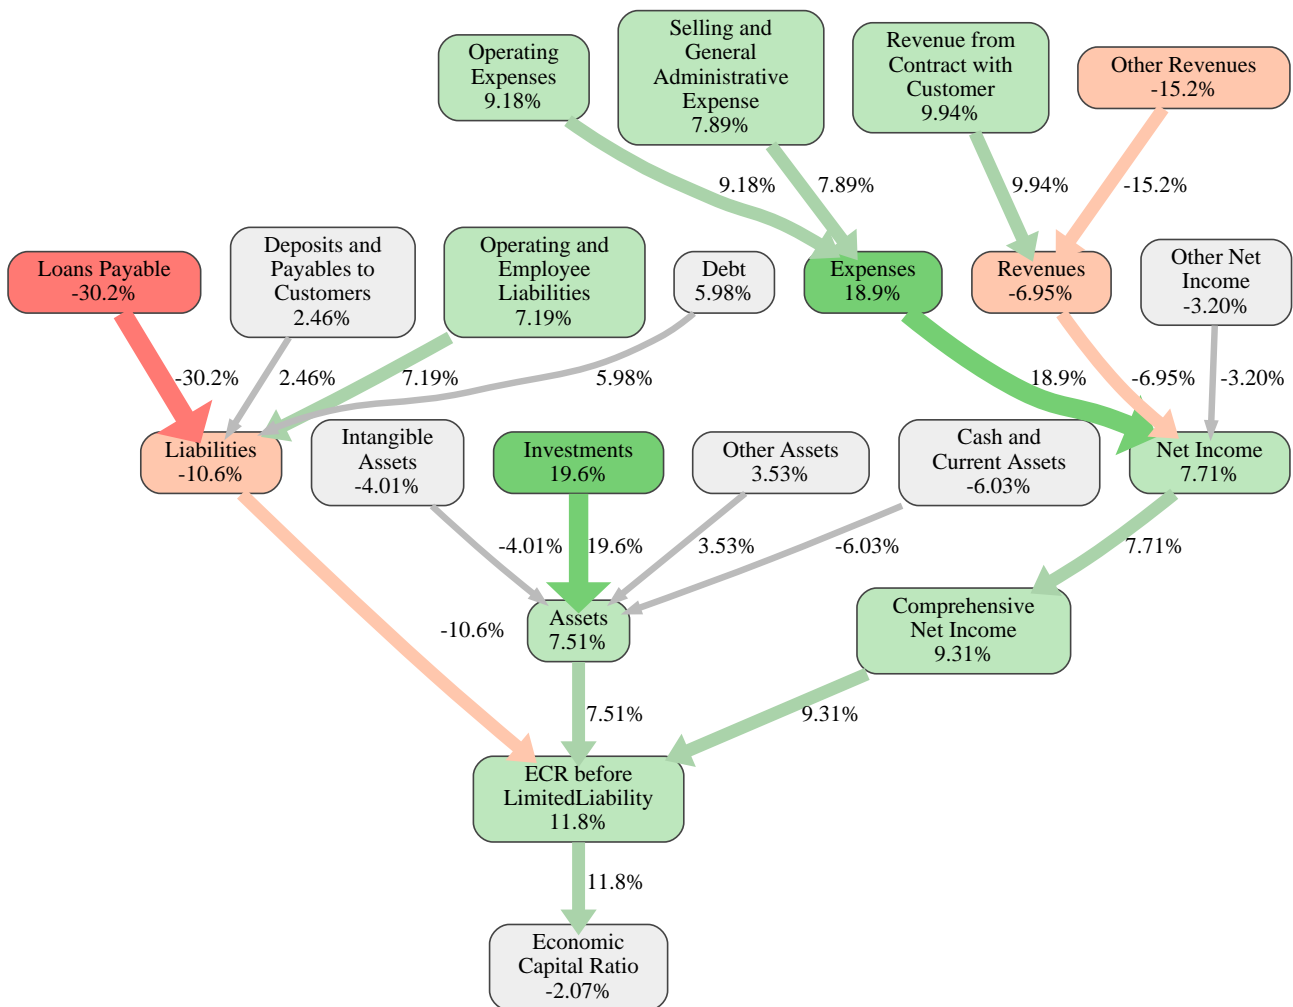 Operating
Expenses
9.18%
Selling and
General
Administrative
Expense
7.89%
Revenue from
Contract with
Customer
9.94%
Other Revenues
-15.2%
9.18%
7.89%
9.94%
-15.2%
Loans Payable
-30.2%
Deposits and
Payables to
Customers
2.46%
Operating and
Employee
Liabilities
7.19%
Debt
5.98%
Expenses
18.9%
Revenues
-6.95%
Other Net
Income
-3.20%
-30.2%
2.46%
7.19%
5.98%
18.9%
-6.95%
-3.20%
Liabilities
-10.6%
Intangible
Assets
-4.01%
Investments
19.6%
Other Assets
3.53%
Cash and
Current Assets
-6.03%
Net Income
7.71%
-4.01%
19.6%
3.53%
-6.03%
7.71%
-10.6%
Assets
7.51%
Comprehensive
Net Income
9.31%
7.51%
9.31%
ECR before
LimitedLiability
11.8%
11.8%
Economic
Capital Ratio
-2.07%